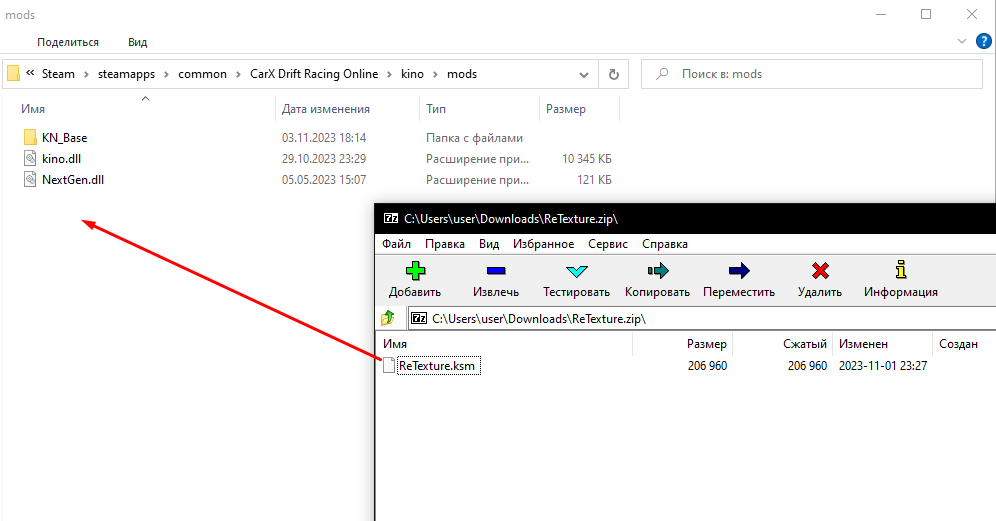 mods
Поделиться Вид
« Steam › steamapps › common › CarX Drift Racing Online › kino › mods
Поиск в: mods
Имя Дата изменения Тип Размер
KN_Base 03.11.2023 18:14 Папка с файлами
kino.dll 29.10.2023 23:29 Расширение при... 10 345 КБ
NextGen.dll 05.05.2023 15:07 Расширение при... 121 КБ
7z C:\Users\user\Downloads\ReTexture.zip\
Файл Правка Вид Избранное Сервис Справка
Добавить Извлечь Тестировать Копировать Переместить Удалить Информация
7z C:\Users\user\Downloads\ReTexture.zip\
Имя Размер Сжатый Изменен Создан
ReTexture.ksm 206 960 206 960 2023-11-01 23:27